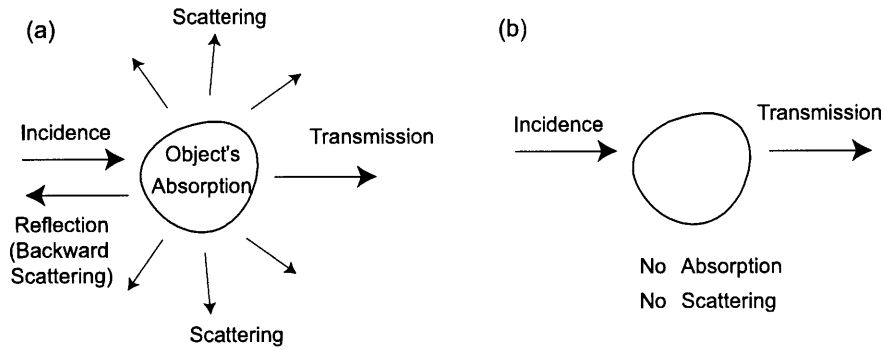 (a)
Scattering
Incidence
Object's
Absorption
Transmission
Reflection
(Backward
Scattering)
Scattering
(b)
Incidence
Transmission
No Absorption
No Scattering